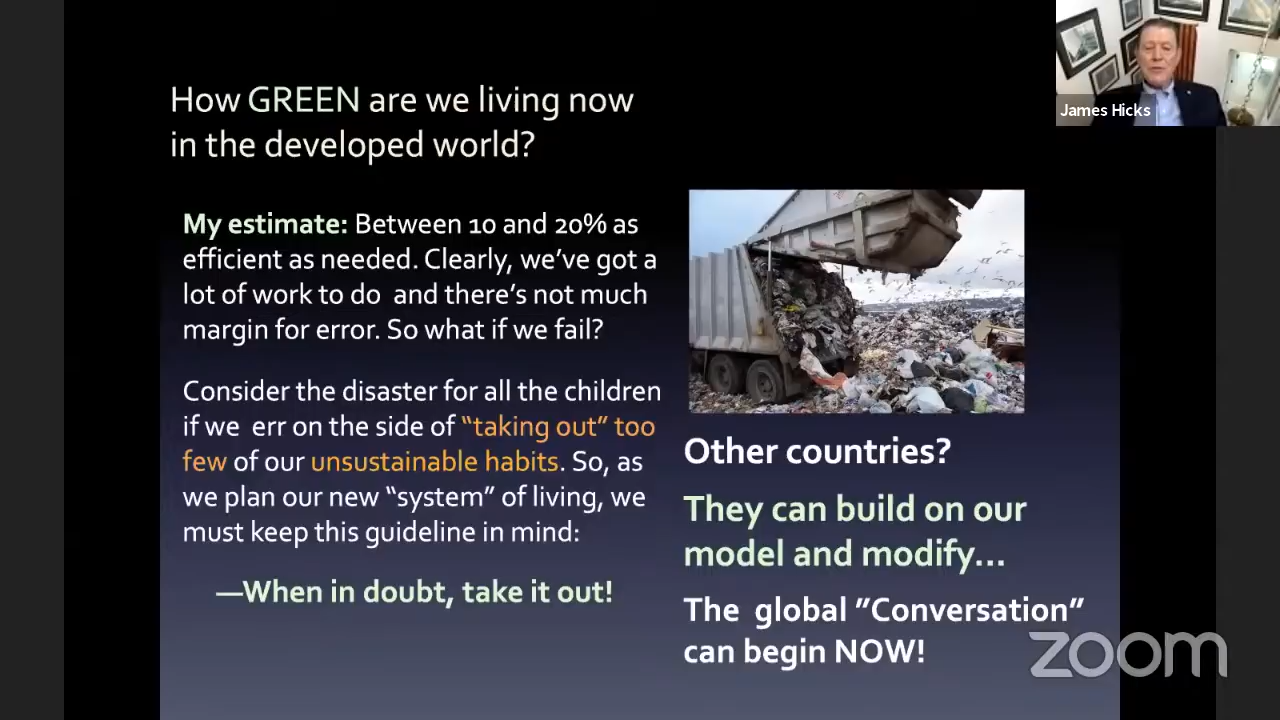 How GREEN are we living now
in the developed world?
My estimate: Between 10 and 20% as
efficient as needed. Clearly, we've got a
lot of work to do and there's not much
margin for error. So what if we fail?
Consider the disaster for all the children
if we err on the side of "taking out" too
few of our unsustainable habits. So, as
we plan our new "system" of living, we
must keep this guideline in mind:
—When in doubt, take it out!
Other countries?
They can build on our
model and modify...
The global "Conversation"
can begin NOW!
James Hicks
zoom